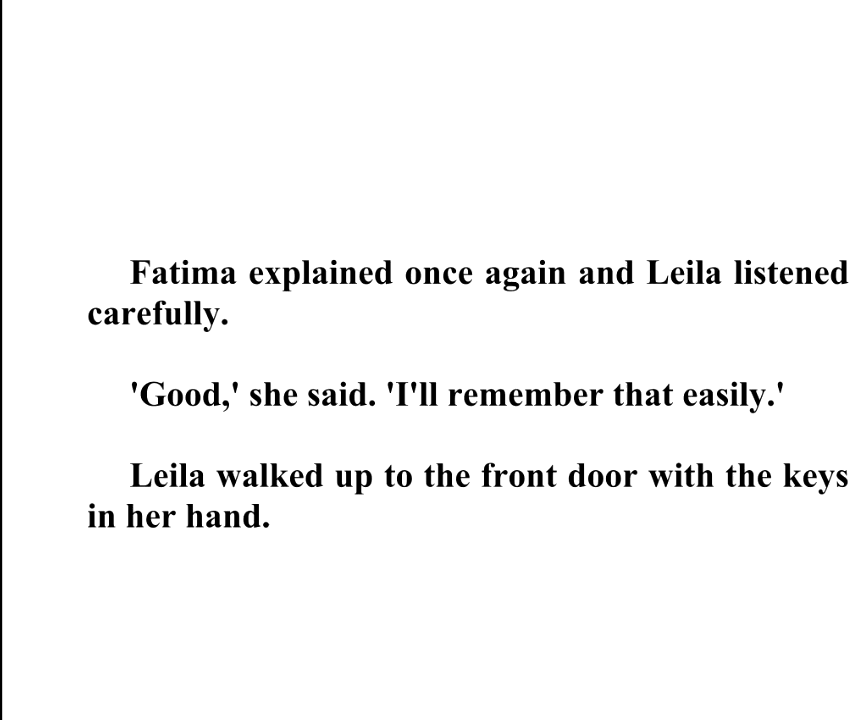 Fatima explained once again and Leila listened
carefully.
'Good,' she said. 'I'll remember that easily.'
Leila walked up to the front door with the keys
in her hand.